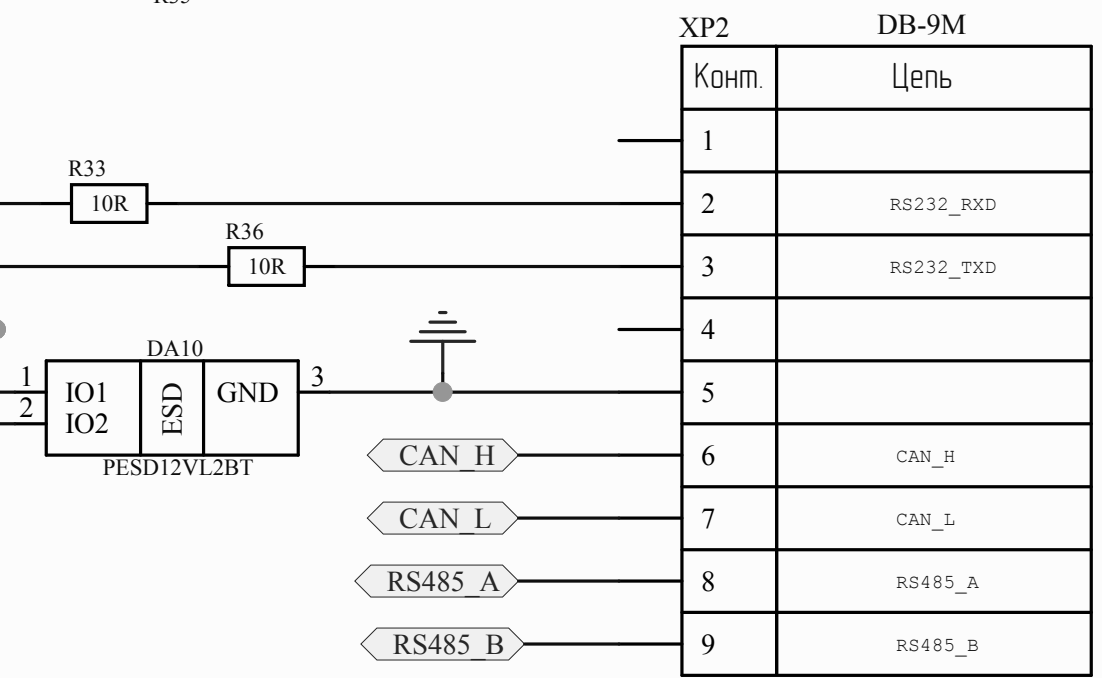 XP2 DB-9M
Конт. Цепь
1
R33
10R
2 RS232_RXD
R36
10R
3 RS232_TXD
4
DA10
1 IO1 ESD GND 3
2 IO2
PESD12VL2BT
5
CAN_H 6 CAN_H
CAN_L 7 CAN_L
RS485_A 8 RS485_A
RS485_B 9 RS485_B